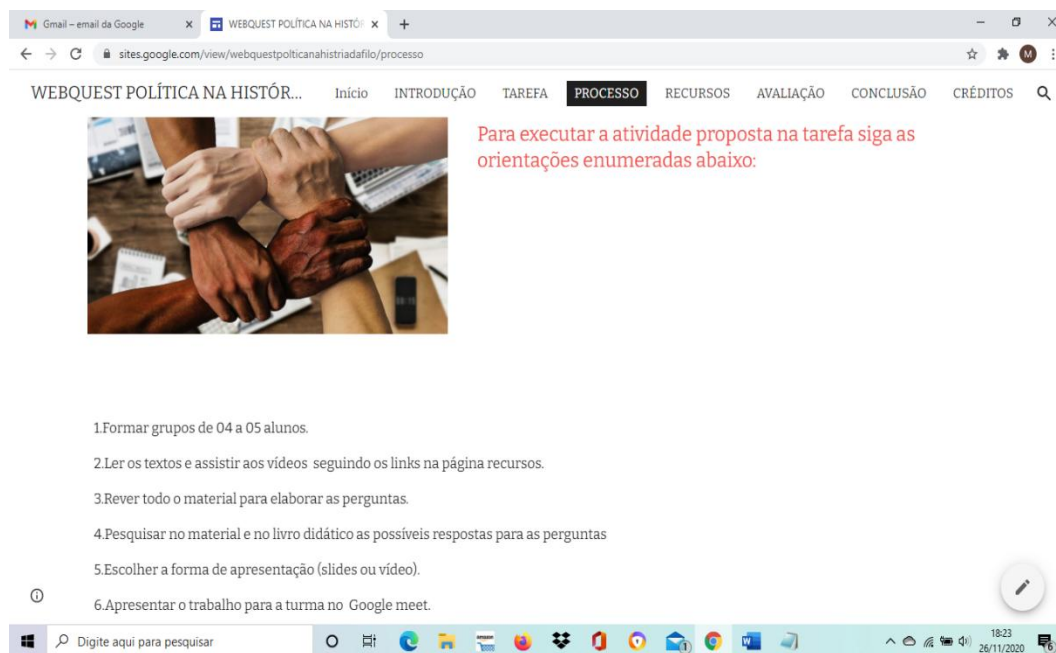 Gmail – email da Google
WEBQUEST POLÍTICA NA HISTÓ
sites.google.com/view/webquestpolticanahistriadafilo/processo
M
WEBQUEST POLÍTICA NA HISTÓR... Início INTRODUÇÃO TAREFA PROCESSO RECURSOS AVALIAÇÃO CONCLUSÃO CRÉDITOS
Para executar a atividade proposta na tarefa siga as
orientações enumeradas abaixo:
1.Formar grupos de 04 a 05 alunos.
2.Ler os textos e assistir aos vídeos seguindo os links na página recursos.
3.Rever todo o material para elaborar as perguntas.
4.Pesquisar no material e no livro didático as possíveis respostas para as perguntas
5.Escolher a forma de apresentação (slides ou vídeo).
6.Apresentar o trabalho para a turma no Google meet.
Digite aqui para pesquisar
18:23
26/11/2020